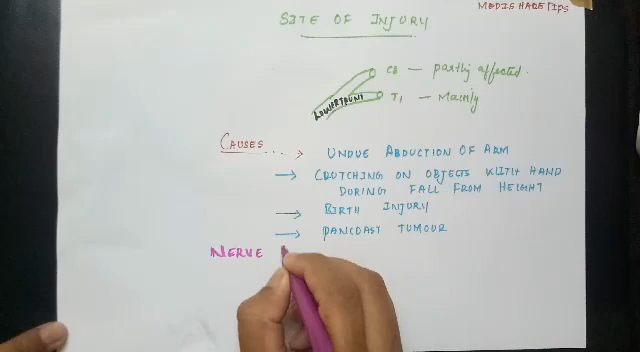 MEDIS HARETIPS
SITE OF INJURY
C8 — partly affected.
LOWER TRUNK
T1 — Mainly
CAUSES
UNDUE ABDUCTION OF ARM
→ CLUTCHING ON OBJECTS WITH HAND
DURING FALL FROM HEIGHT
→ BIRTH INJURY
→ PANCOAST TUMOUR
NERVE